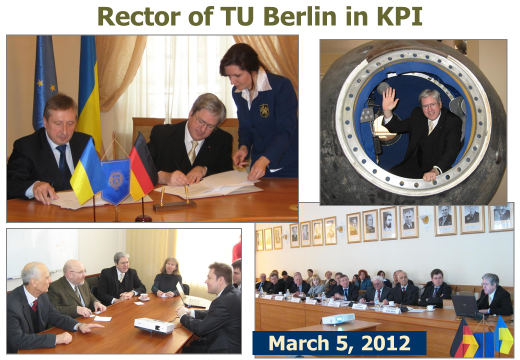 Rector of TU Berlin in KPI
March 5, 2012